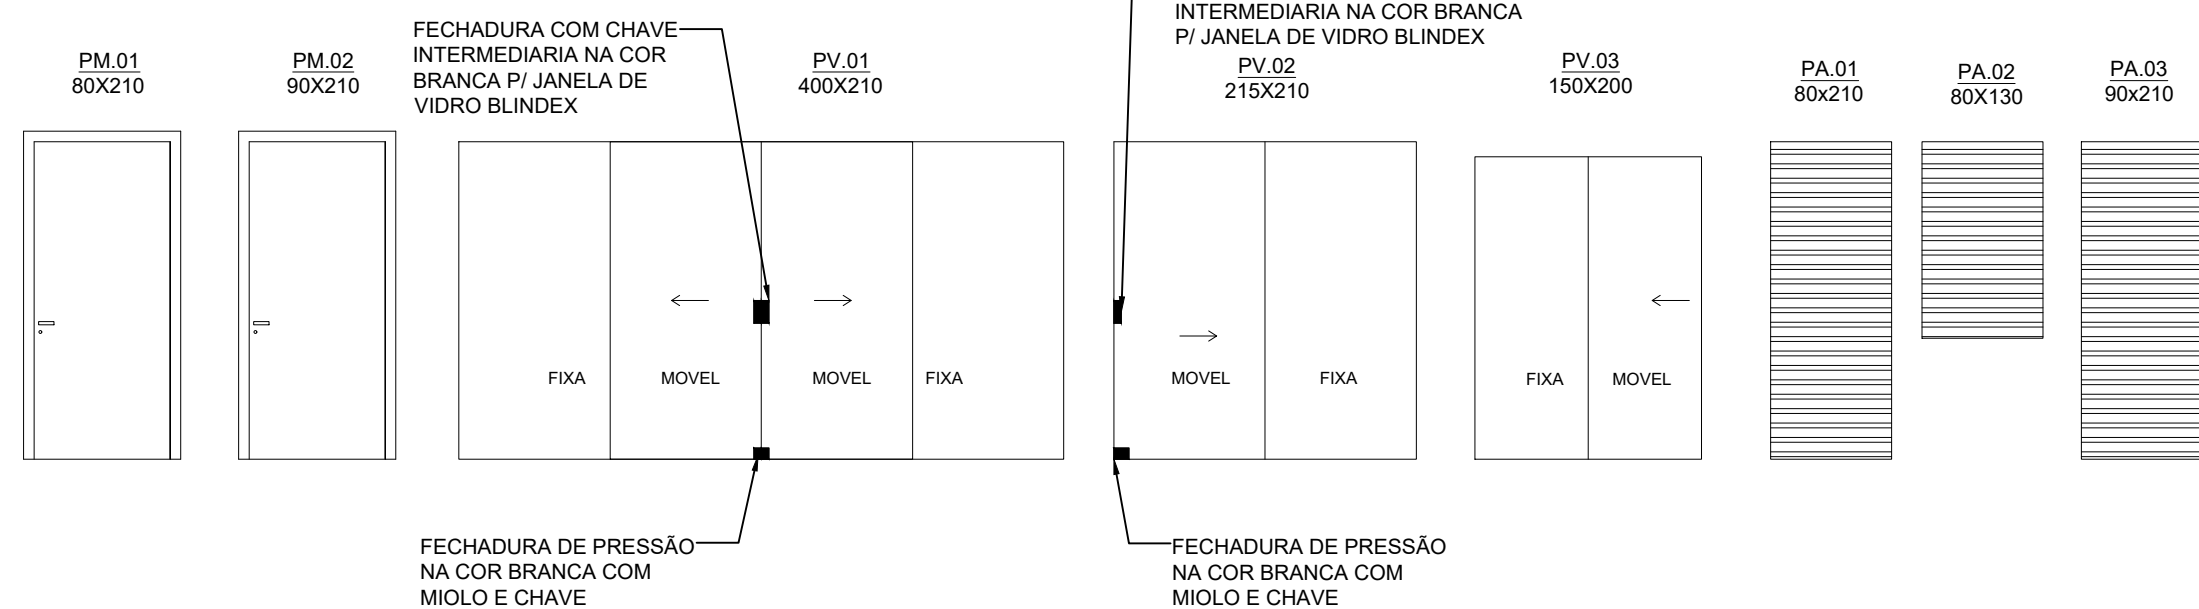 FECHADURA COM CHAVE
INTERMEDIARIA NA COR
BRANCA P/ JANELA DE
VIDRO BLINDEX
INTERMEDIARIA NA COR BRANCA
P/ JANELA DE VIDRO BLINDEX
PM.01
80X210
PM.02
90X210
PV.01
400X210
PV.02
215X210
PV.03
150X200
PA.01
80x210
PA.02
80X130
PA.03
90x210
FIXA
MOVEL
MOVEL
FIXA
MOVEL
FIXA
FIXA
MOVEL
FECHADURA DE PRESSÃO
NA COR BRANCA COM
MIOLO E CHAVE
FECHADURA DE PRESSÃO
NA COR BRANCA COM
MIOLO E CHAVE